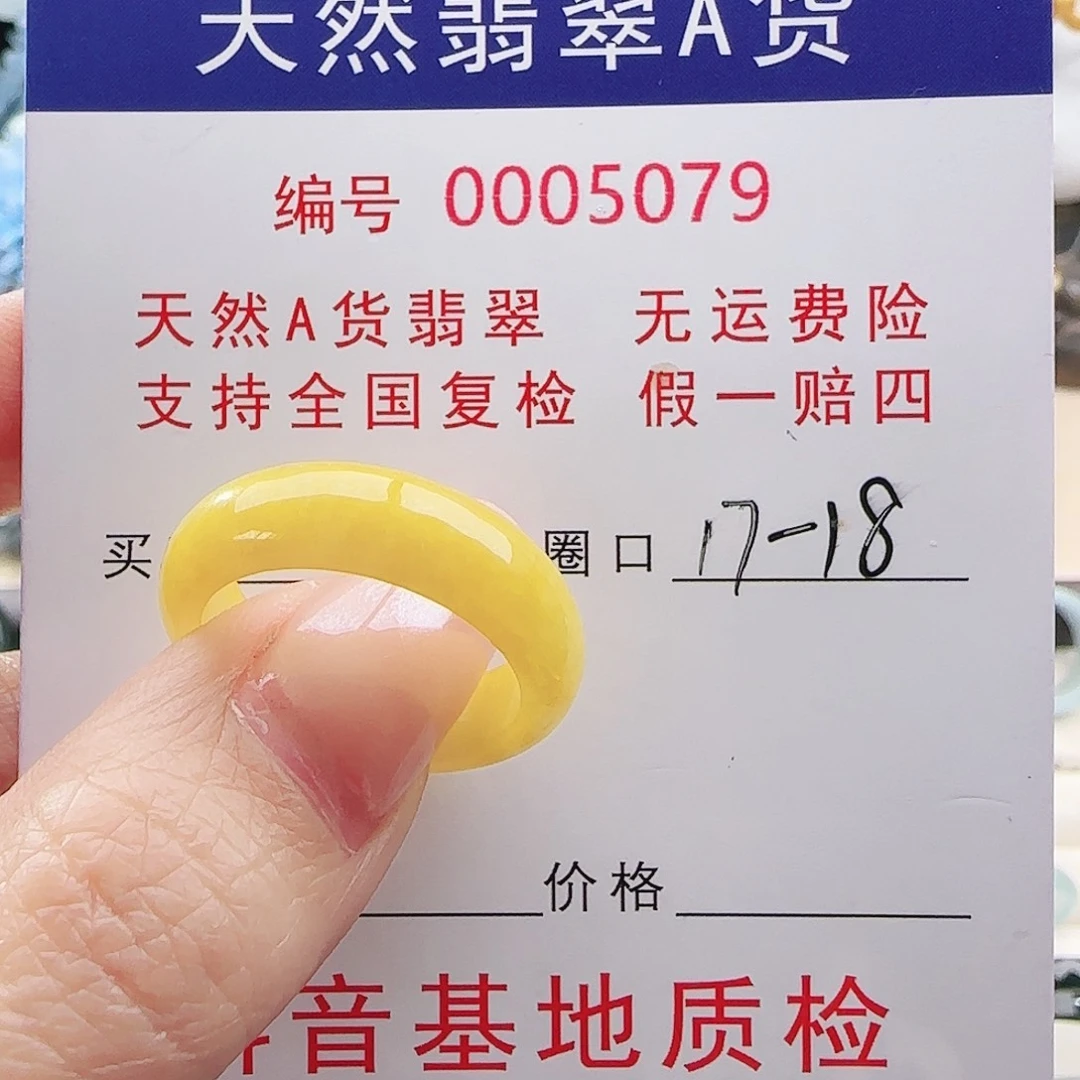 天然翡翠A货
编号 0005079
天然A货翡翠 无运费险
支持全国复检 假一赔四
买 圈口 17-18
价格
音基地质检